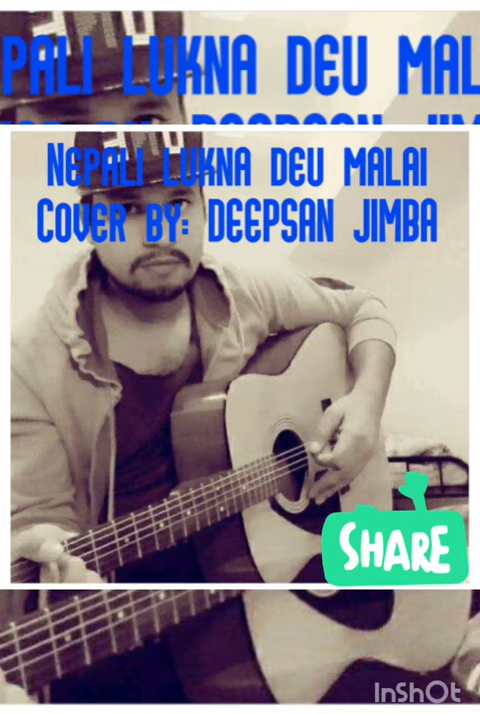 PALI LUKNA DEU MAL
NEPALI LUKNA DEU MALAI
COVER BY: DEEPSAN JIMBA
SHARE
InShOt